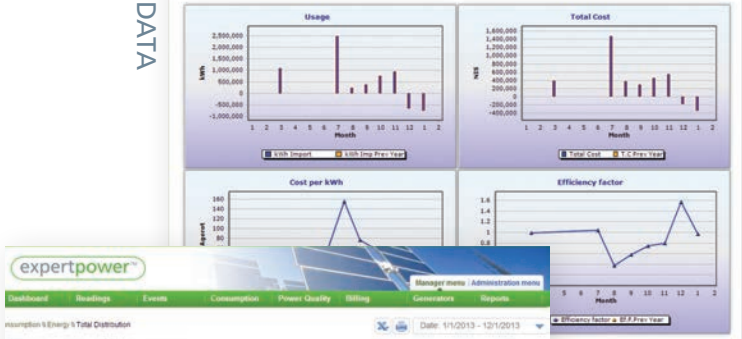 DATA
Usage
2,500,000
2,000,000
1,500,000
1,000,000
500,000
0
-500,000
-1,000,000
kWh
1 2 3 4 5 6 7 8 9 10 11 12 1 2
Month
kWh Import kWh Imp Prev Year
Total Cost
1,600,000
1,400,000
1,200,000
1,000,000
800,000
600,000
400,000
200,000
0
-200,000
-400,000
NIS
1 2 3 4 5 6 7 8 9 10 11 12 1 2
Month
Total Cost T.C Prev Year
Cost per kWh
160
140
120
100
80
Agorot
Efficiency factor
1.6
1.4
1.2
1
0.8
5 6 7 8 9 10 11 12 1 2
Month
Efficiency factor Ef.F.Prev Year
expertpower™
Manager menu Administration menu
Dashboard Readings Events Consumption Power Quality Billing Generators Reports
Energy Total Distribution
Date: 1/1/2013 - 12/1/2013